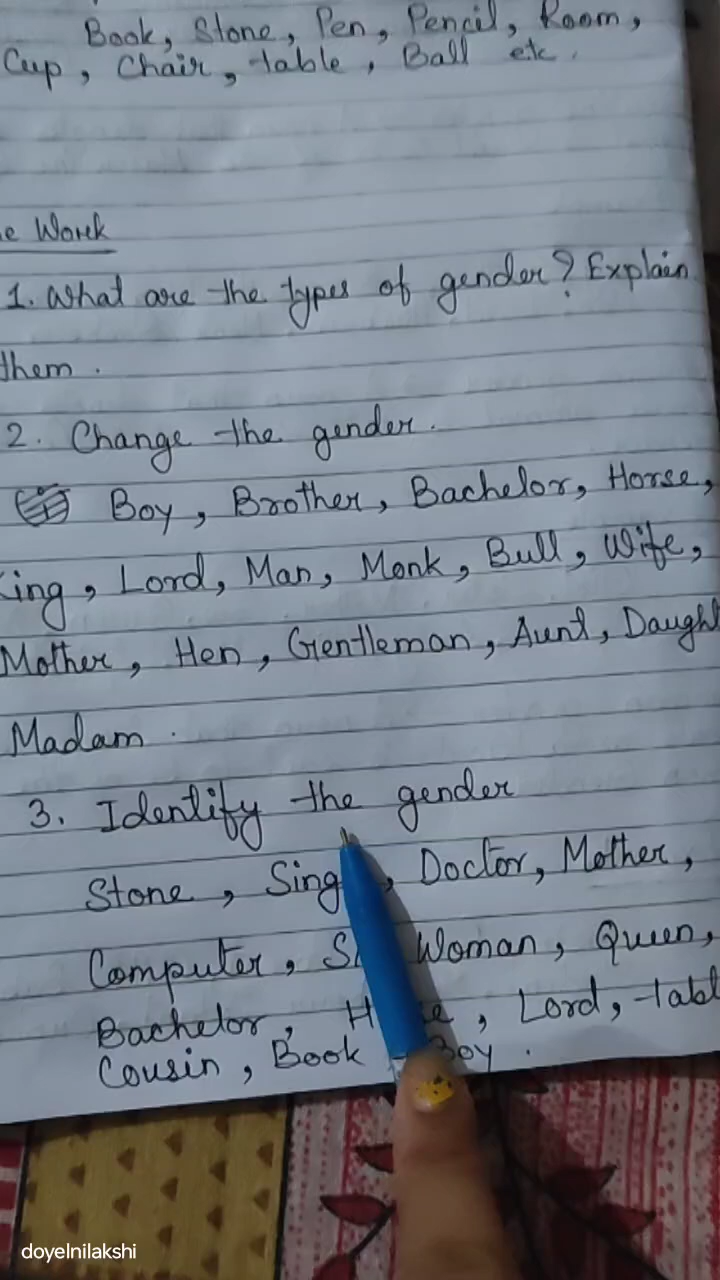 Book, Stone, Pen, Pencil, Room,
Cup, Chair, table, Ball etc.
Work
1. What are the types of gender? Explain
them.
2. Change the gender.
Boy, Brother, Bachelor, Horse,
Lord, Man, Monk, Bull, Wife,
Mother, Hen, Gentleman, Aunt,
Madam.
3. Identify the gender
Stone, Doctor, Mother,
Computer, Woman, Queen,
Bachelor, Lord,
Cousin, Book, Boy.
doyelnilakshi